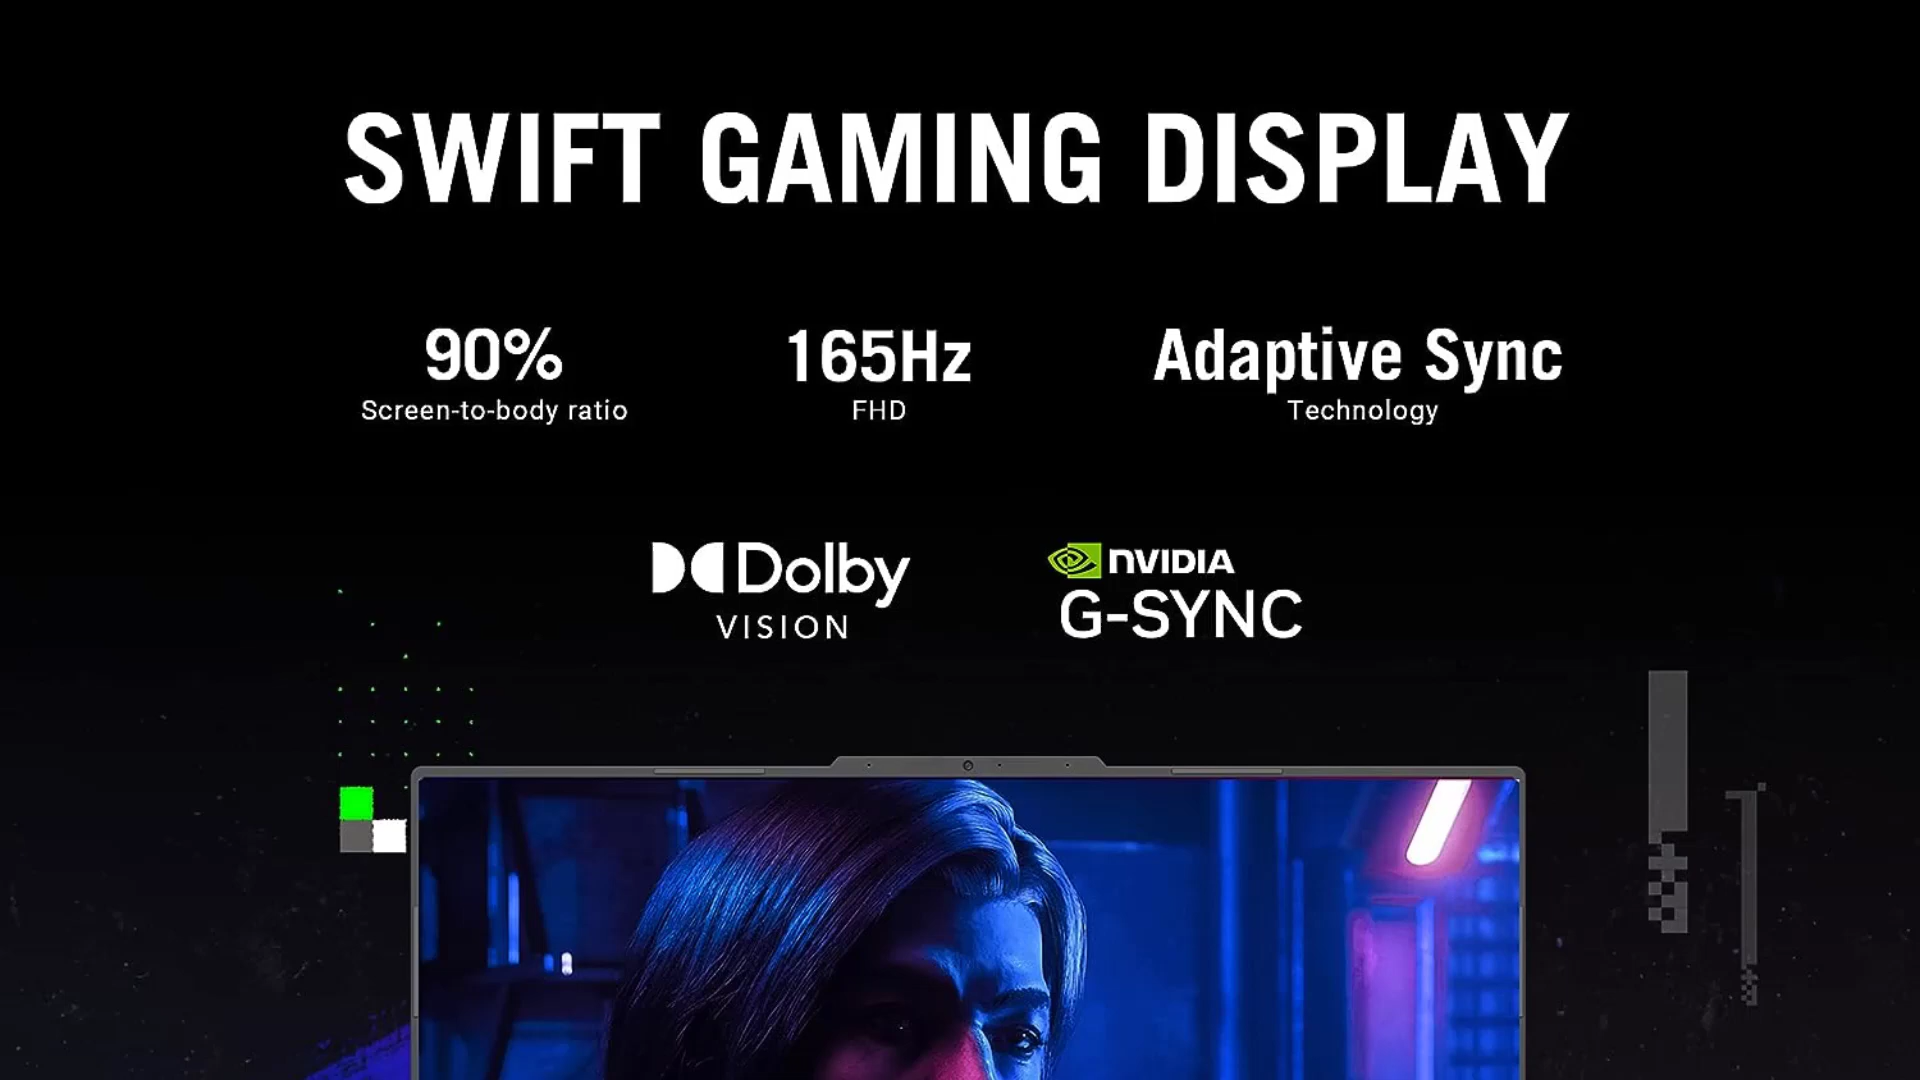 SWIFT GAMING DISPLAY
90%
Screen-to-body ratio
165Hz
FHD
Adaptive Sync
Technology
Dolby
VISION
NVIDIA
G-SYNC